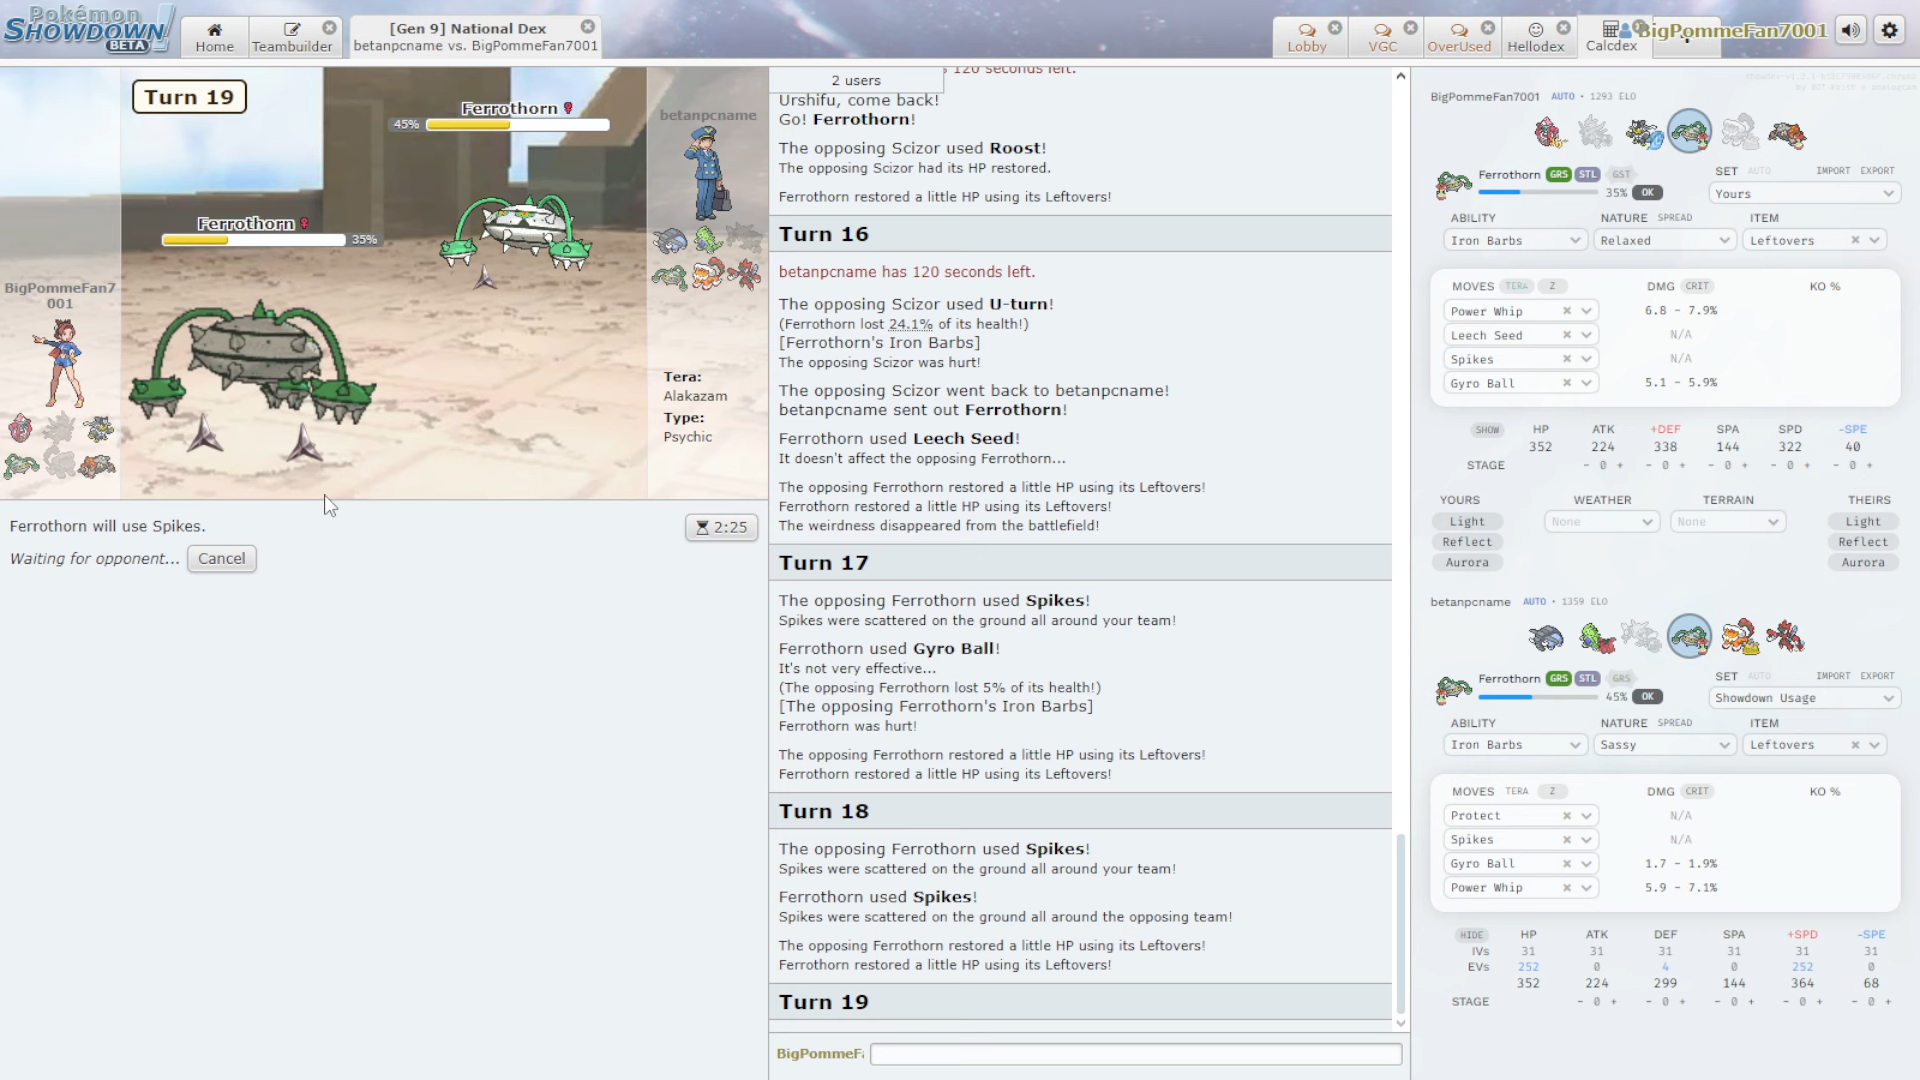 Pokémon
SHOWDOWN!
BETA
Home
Teambuilder
[Gen 9] National Dex
betanpcname vs. BigPommeFan7001
Lobby
VGC
OverUsed
Hellodex
Calcdex
BigPommeFan7001
Turn 19
Ferrothorn
45%
Ferrothorn
35%
BigPommeFan7
001
betanpcname
Tera:
Alakazam
Type:
Psychic
Ferrothorn will use Spikes.
2:25
Waiting for opponent...
Cancel
2 users
120 seconds left.
Urshifu, come back!
Go! Ferrothorn!
The opposing Scizor used Roost!
The opposing Scizor had its HP restored.
Ferrothorn restored a little HP using its Leftovers!
Turn 16
betanpcname has 120 seconds left.
The opposing Scizor used U-turn!
(Ferrothorn lost 24.1% of its health!)
[Ferrothorn's Iron Barbs]
The opposing Scizor was hurt!
The opposing Scizor went back to betanpcname!
betanpcname sent out Ferrothorn!
Ferrothorn used Leech Seed!
It doesn't affect the opposing Ferrothorn...
The opposing Ferrothorn restored a little HP using its Leftovers!
Ferrothorn restored a little HP using its Leftovers!
The weirdness disappeared from the battlefield!
Turn 17
The opposing Ferrothorn used Spikes!
Spikes were scattered on the ground all around your team!
Ferrothorn used Gyro Ball!
It's not very effective...
(The opposing Ferrothorn lost 5% of its health!)
[The opposing Ferrothorn's Iron Barbs]
Ferrothorn was hurt!
The opposing Ferrothorn restored a little HP using its Leftovers!
Ferrothorn restored a little HP using its Leftovers!
Turn 18
The opposing Ferrothorn used Spikes!
Spikes were scattered on the ground all around your team!
Ferrothorn used Spikes!
Spikes were scattered on the ground all around the opposing team!
The opposing Ferrothorn restored a little HP using its Leftovers!
Ferrothorn restored a little HP using its Leftovers!
Turn 19
BigPommeFa
BigPommeFan7001 AUTO • 1293 ELO
Ferrothorn GRS STL GST
35% OK
SET AUTO IMPORT EXPORT
Yours
ABILITY NATURE SPREAD ITEM
Iron Barbs Relaxed Leftovers
MOVES TERA Z DMG CRIT KO %
Power Whip 6.8 - 7.9%
Leech Seed N/A
Spikes N/A
Gyro Ball 5.1 - 5.9%
SHOW HP ATK +DEF SPA SPD -SPE
352 224 338 144 322 40
STAGE - 0 + - 0 + - 0 + - 0 + - 0 +
YOURS WEATHER TERRAIN THEIRS
Light None None Light
Reflect Reflect
Aurora Aurora
betanpcname AUTO • 1359 ELO
Ferrothorn GRS STL GRS
45% OK
SET AUTO IMPORT EXPORT
Showdown Usage
ABILITY NATURE SPREAD ITEM
Iron Barbs Sassy Leftovers
MOVES TERA Z DMG CRIT KO %
Protect N/A
Spikes N/A
Gyro Ball 1.7 - 1.9%
Power Whip 5.9 - 7.1%
HIDE HP ATK DEF SPA +SPD -SPE
IVs 31 31 31 31 31 31
EVs 252 0 4 0 252 0
352 224 299 144 364 68
STAGE - 0 + - 0 + - 0 + - 0 + - 0 +